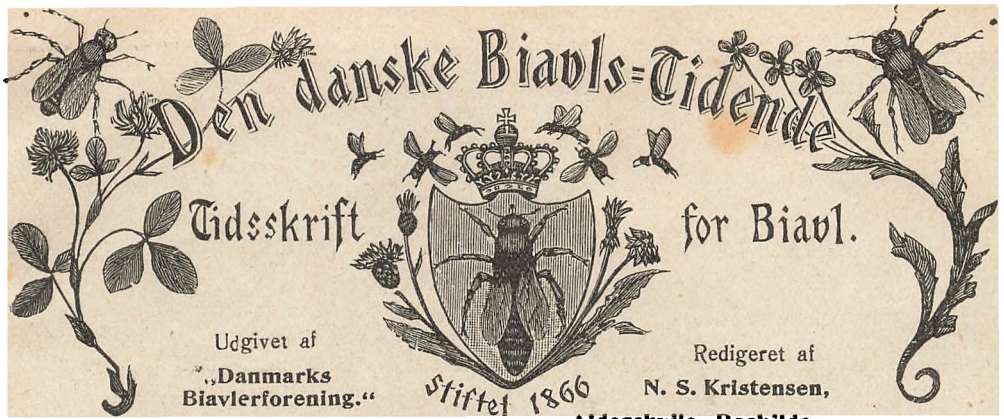 Den danske Biavls=Tidende
Tidsskrift for Biavl.
Udgivet af
„Danmarks
Biavlerforening.“
stiftet 1866
Redigeret af
N. S. Kristensen,